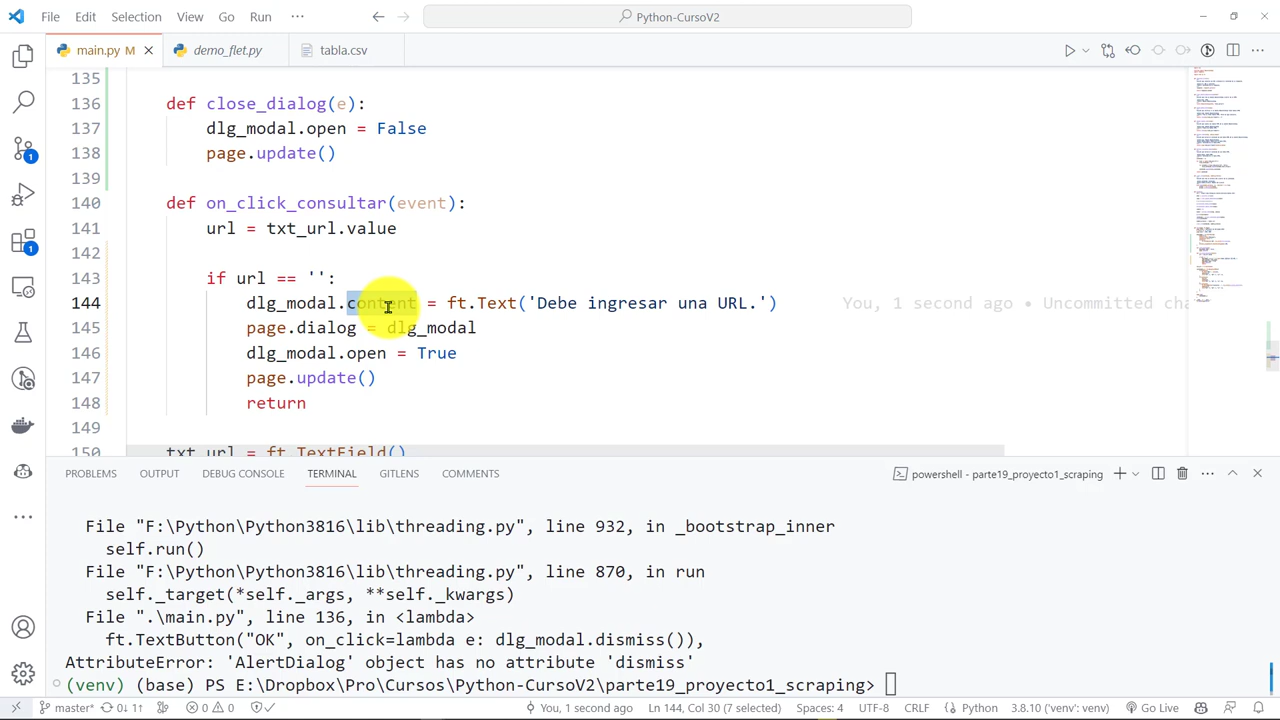 File Edit Selection View Go Run ··· Python-CursoV2
main.py M demo_flet.py tabla.csv
135
136 def close_dialog():
dlg_modal.open = False
page.update()
140 def on_click_consultar(event):
141 url = txt_url.value
142
143 if url ==
144 dlg_modal.content = ft.Text('Debe ingresar una URL.' You, 1 second ago · Uncommitted cha
145 page.dialog = dlg_modal
146 dlg_modal.open = True
147 page.update()
148 return
149
150 txt_url = ft.TextField()
PROBLEMS OUTPUT DEBUG CONSOLE TERMINAL GITLENS COMMENTS powershell - parte19_proyecto1_scraping
File "F:\Python\Python3816\lib\threading.py", line 932, in _bootstrap_inner
self.run()
File "F:\Python\Python3816\lib\threading.py", line 870, in run
self._target(*self._args, **self._kwargs)
File ".\main.py", line 136, in <lambda>
ft.TextButton("OK", on_click=lambda e: dlg_modal.dismiss()),
AttributeError: 'AlertDialog' object has no attribute 'dismiss'
(venv) (base) PS E:\Dropbox\Pro\Cursos\Python-CursoV2\parte19_proyecto1_scraping>
master* 0↓ 1↑ 0 0 You, 1 second ago Ln 144, Col 30 (7 selected) Spaces: 4 UTF-8 CRLF Python 3.8.10 ('venv': venv) Go Live